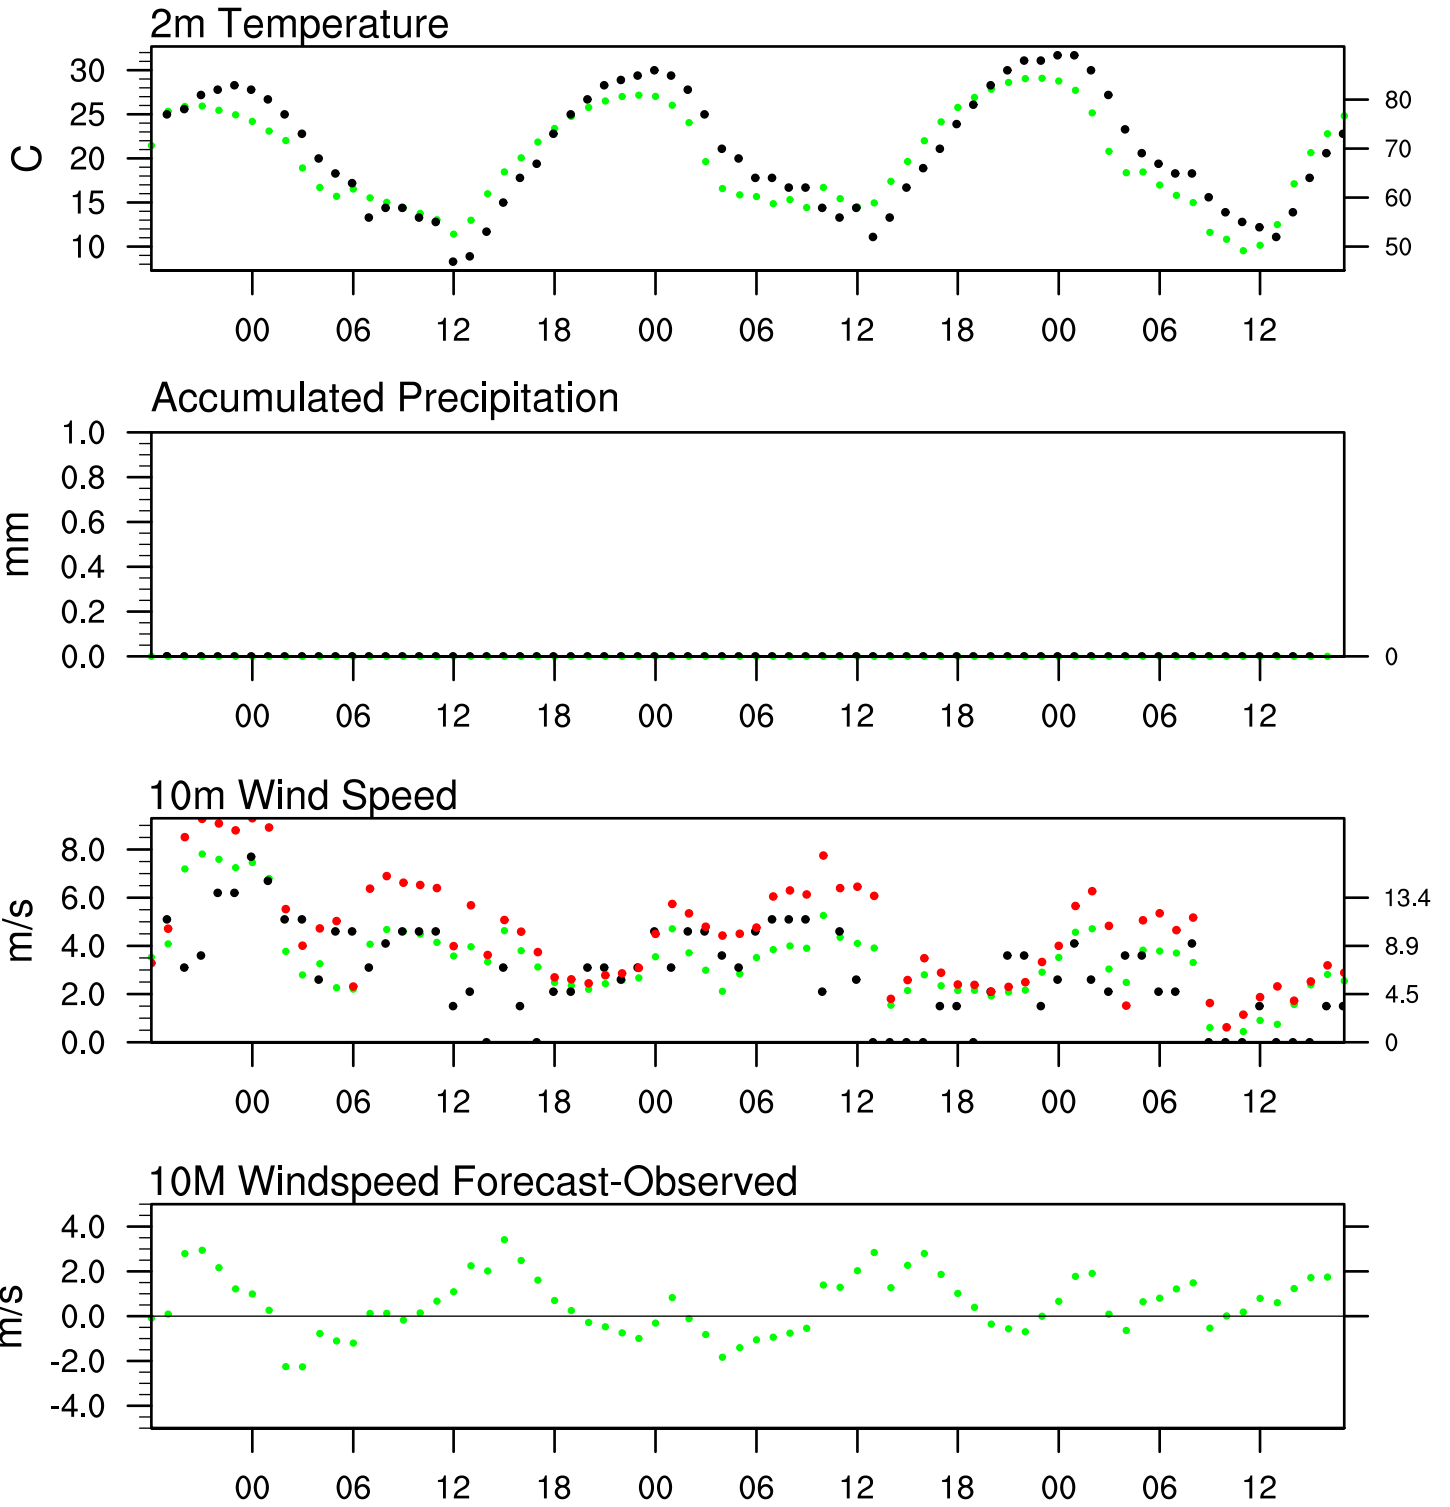 2m Temperature
30
25
20
15
10
C
80
70
60
50
00 06 12 18 00 06 12 18 00 06 12
Accumulated Precipitation
1.0
0.8
0.6
0.4
0.2
0.0
mm
0
00 06 12 18 00 06 12 18 00 06 12
10m Wind Speed
8.0
6.0
4.0
2.0
0.0
m/s
13.4
8.9
4.5
0
00 06 12 18 00 06 12 18 00 06 12
10M Windspeed Forecast-Observed
4.0
2.0
0.0
-2.0
-4.0
m/s
00 06 12 18 00 06 12 18 00 06 12